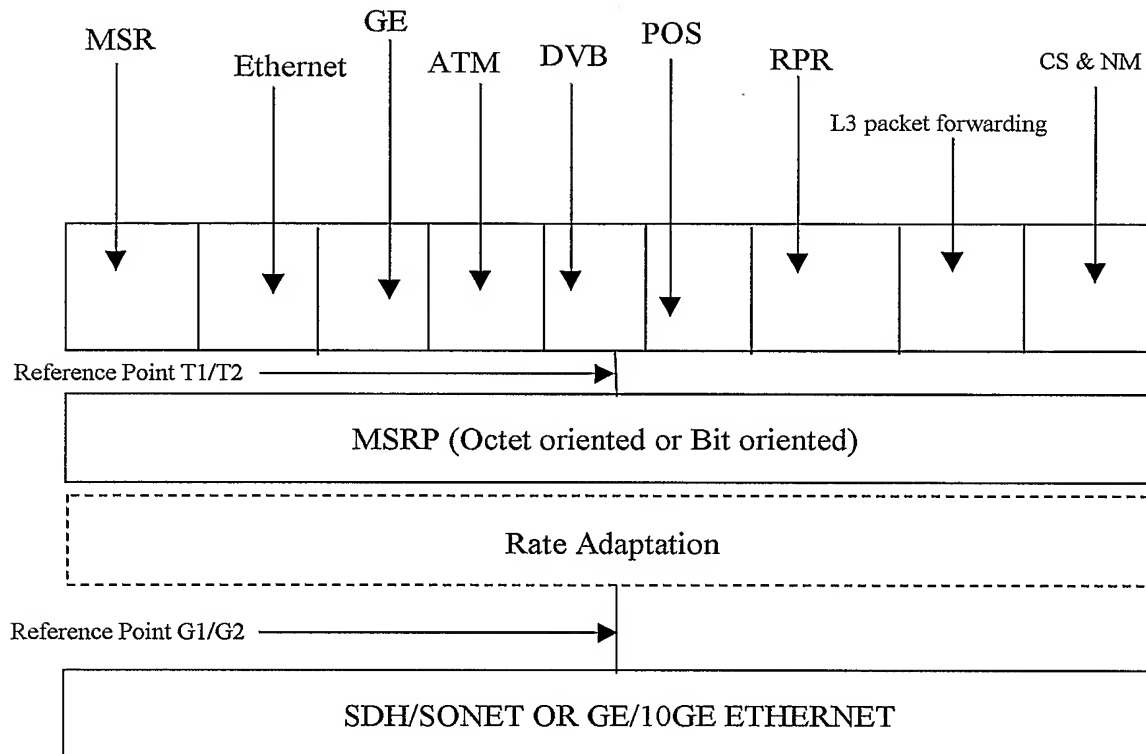 MSR
Ethernet
GE
ATM
DVB
POS
RPR
L3 packet forwarding
CS & NM
Reference Point T1/T2
MSRP (Octet oriented or Bit oriented)
Rate Adaptation
Reference Point G1/G2
SDH/SONET OR GE/10GE ETHERNET